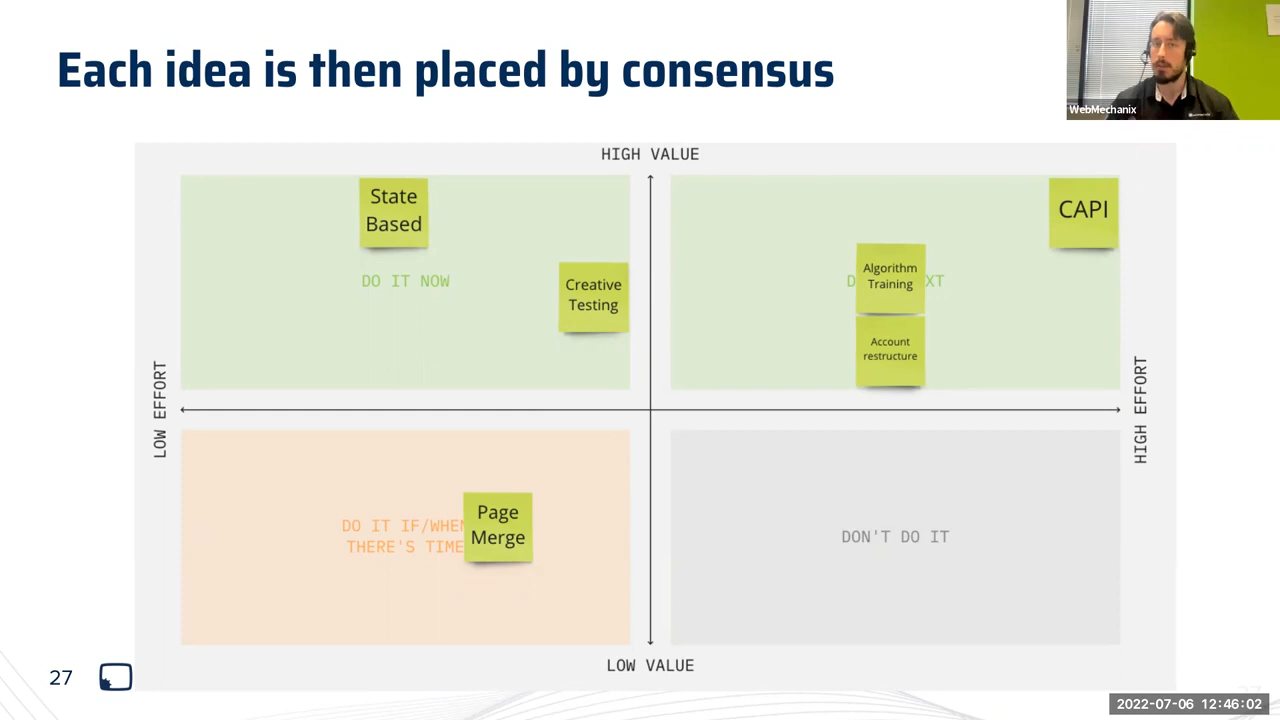 Each idea is then placed by consensus
WebMechanix
HIGH VALUE
State
Based
CAPI
DO IT NOW
Creative
Testing
Algorithm
Training
D
XT
Account
restructure
LOW EFFORT
HIGH EFFORT
DO IT IF/WHEN
THERE'S TIME
Page
Merge
DON'T DO IT
LOW VALUE
27
27
2022-07-06 12:46:02